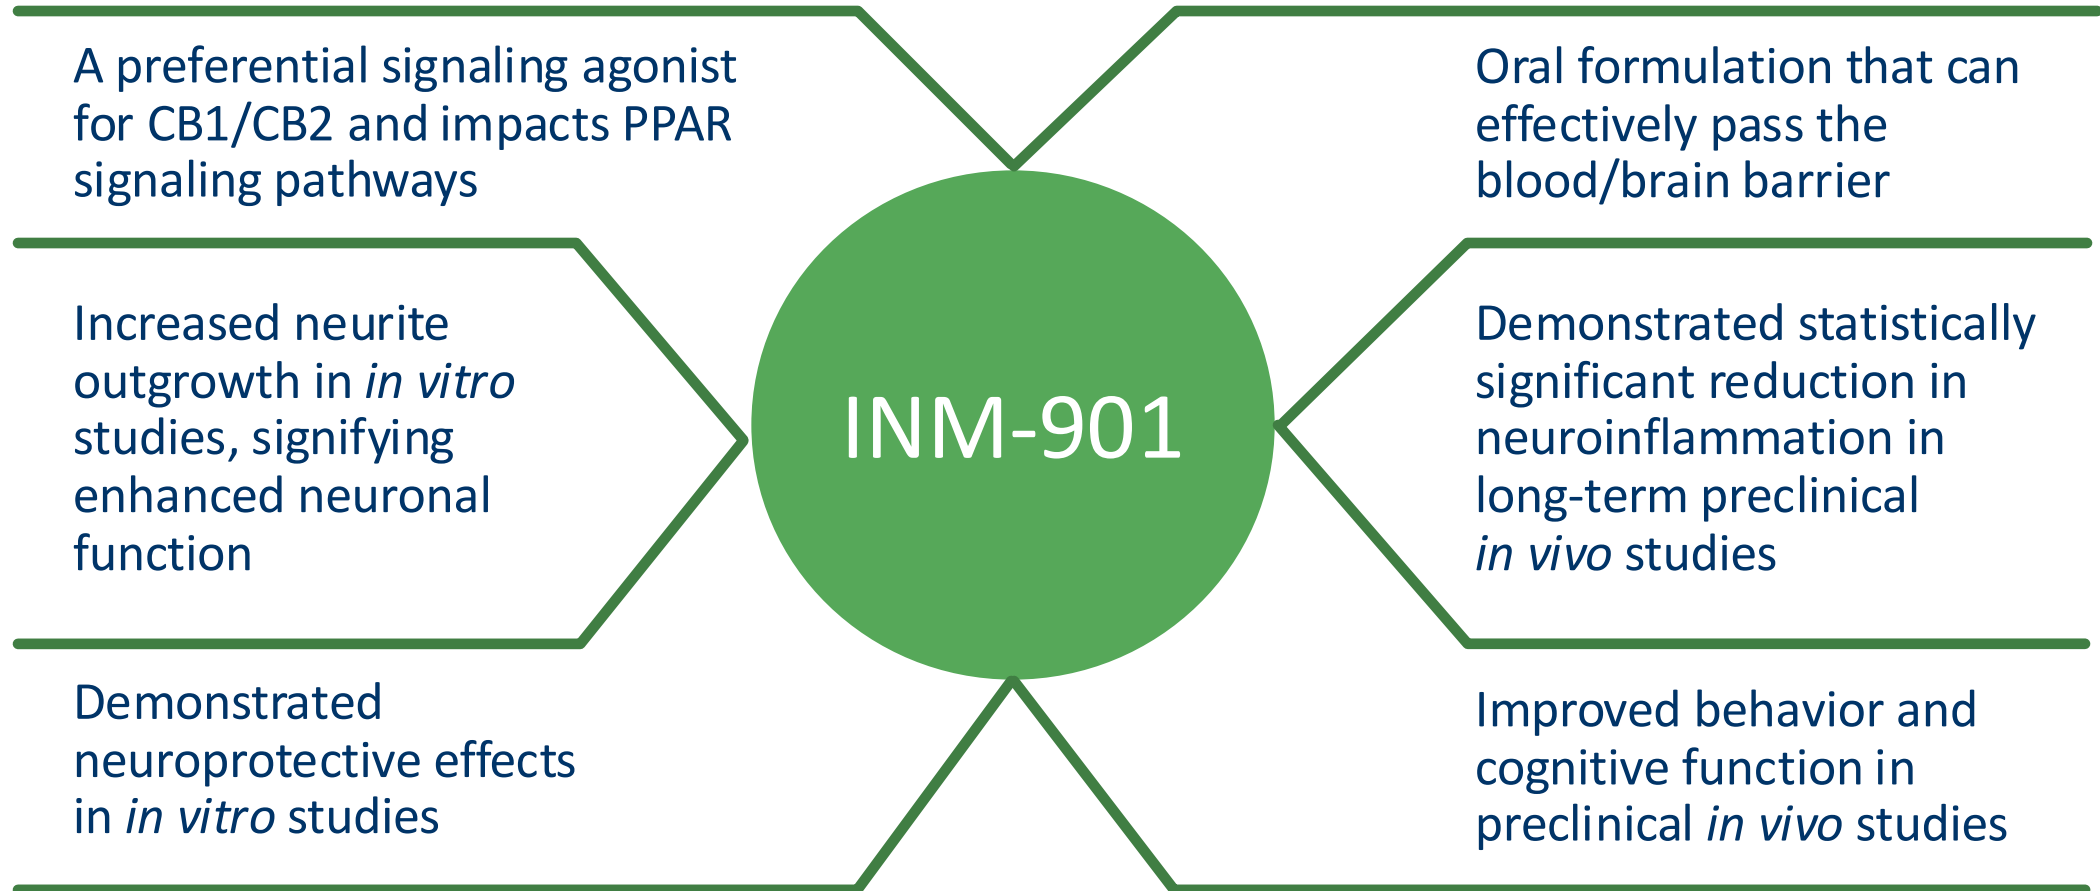 A preferential signaling agonist
for CB1/CB2 and impacts PPAR
signaling pathways
Increased neurite
outgrowth in in vitro
studies, signifying
enhanced neuronal
function
Demonstrated
neuroprotective effects
in in vitro studies
INM-901
Oral formulation that can
effectively pass the
blood/brain barrier
Demonstrated statistically
significant reduction in
neuroinflammation in
long-term preclinical
in vivo studies
Improved behavior and
cognitive function in
preclinical in vivo studies